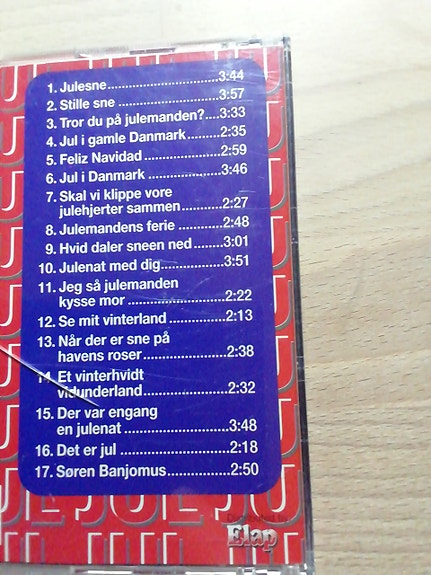 1. Julesne..............................3:44
2. Stille sne ...........................3:57
3. Tror du på julemanden?....3:33
4. Jul i gamle Danmark........2:35
5. Feliz Navidad ...................2:59
6. Jul i Danmark ...................3:46
7. Skal vi klippe vore
julehjerter sammen..........2:27
8. Julemandens ferie ............2:48
9. Hvid daler sneen ned........3:01
10. Julenat med dig................3:51
11. Jeg så julemanden
kysse mor ........................2:22
12. Se mit vinterland ..............2:13
13. Når der er sne på
havens roser.....................2:38
14. Et vinterhvidt
vidunderland.....................2:32
15. Der var engang
en julenat ..........................3:48
16. Det er jul ...........................2:18
17. Søren Banjomus...............2:50
Elap